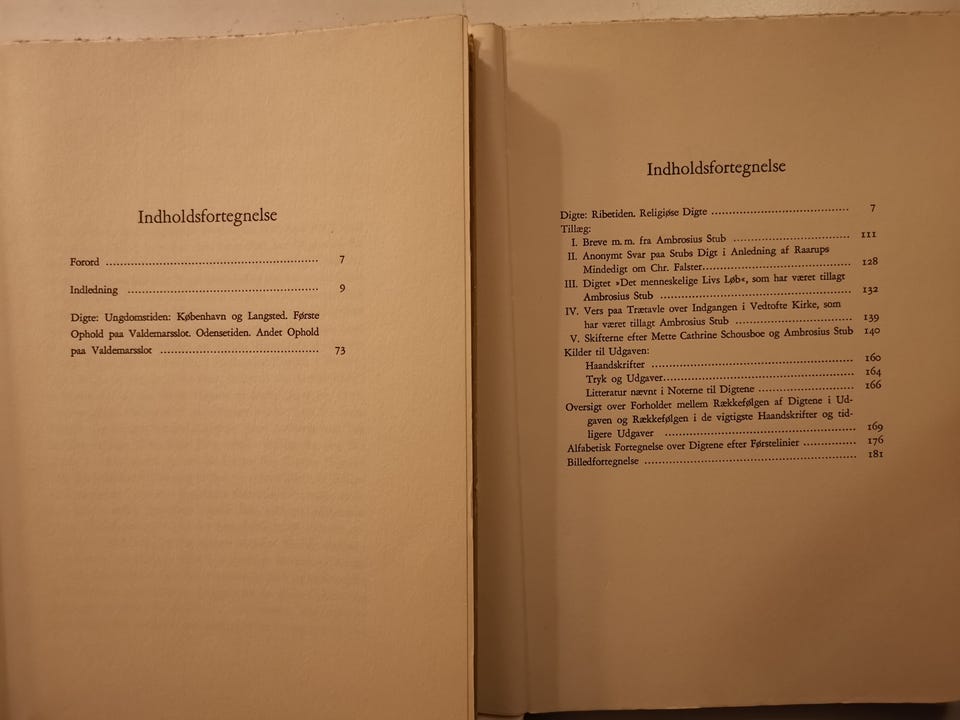 Indholdsfortegnelse
Forord ........ 7
Indledning ........ 9
Digte: Ungdomstiden: København og Langsted. Første
Ophold paa Valdemarsslot. Odensetiden. Andet Ophold
paa Valdemarsslot ........ 73
Indholdsfortegnelse
Digte: Ribetiden. Religiøse Digte ........ 7
Tillæg:
I. Breve m. m. fra Ambrosius Stub ........ 111
II. Anonymt Svar paa Stubs Digt i Anledning af Raarups
Mindedigt om Chr. Falster ........ 128
III. Digtet »Det menneskelige Livs Løb«, som har været tillagt
Ambrosius Stub ........ 132
IV. Vers paa Trætavle over Indgangen i Vedtofte Kirke, som
har været tillagt Ambrosius Stub ........ 139
V. Skifterne efter Mette Cathrine Schousboe og Ambrosius Stub 140
Kilder til Udgaven:
Haandskrifter ........ 160
Tryk og Udgaver ........ 164
Litteratur nævnt i Noterne til Digtene ........ 166
Oversigt over Forholdet mellem Rækkefølgen af Digtene i Ud-
gaven og Rækkefølgen i de vigtigste Haandskrifter og tid-
ligere Udgaver ........ 169
Alfabetisk Fortegnelse over Digtene efter Førstelinier ........ 176
Billedfortegnelse ........ 181